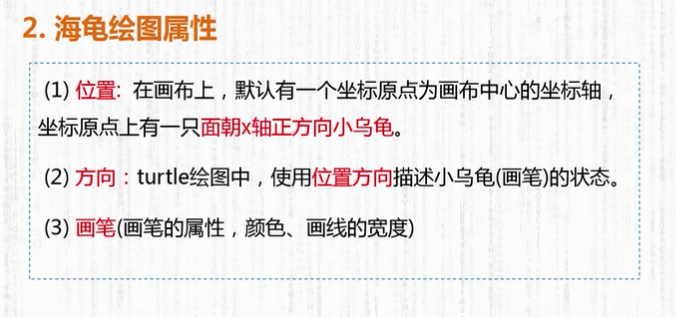 2. 海龟绘图属性
(1) 位置: 在画布上，默认有一个坐标原点为画布中心的坐标轴，
坐标原点上有一只面朝x轴正方向小乌龟。
(2) 方向：turtle绘图中，使用位置方向描述小乌龟(画笔)的状态。
(3) 画笔(画笔的属性，颜色、画线的宽度)